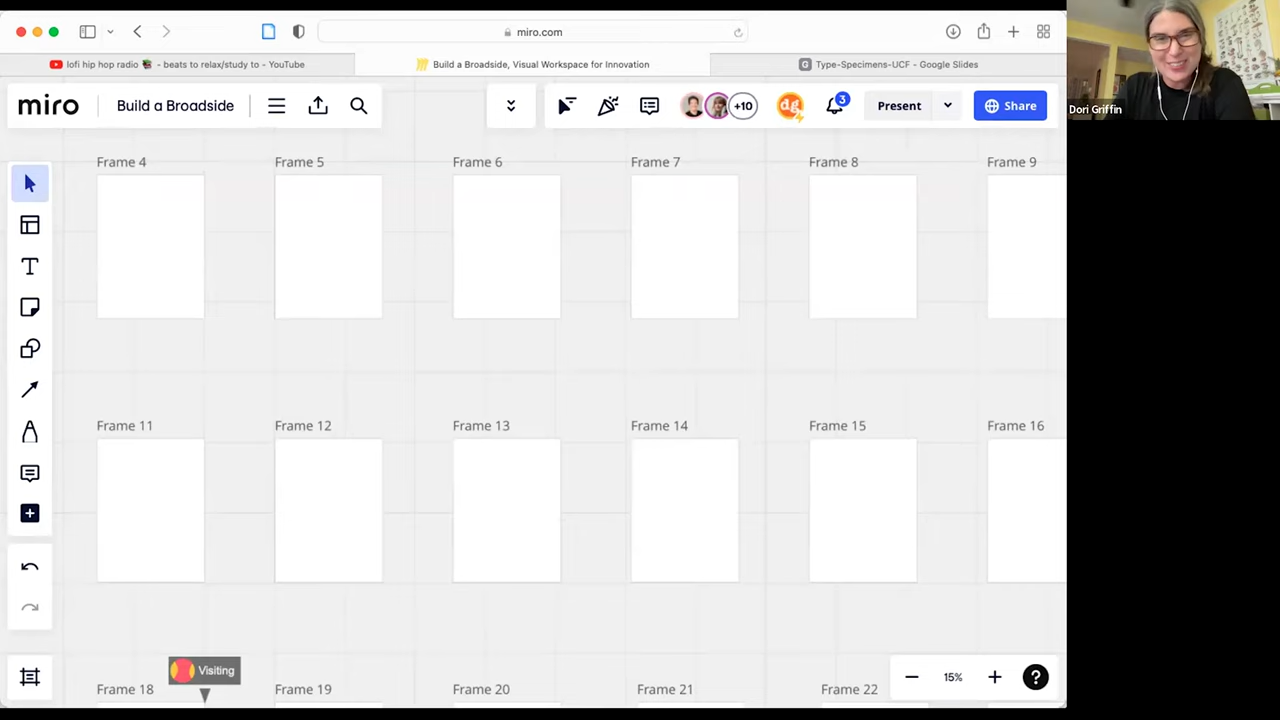 miro.com
lofi hip hop radio 📚 - beats to relax/study to - YouTube
Build a Broadside, Visual Workspace for Innovation
Type-Specimens-UCF - Google Slides
miro
Build a Broadside
+10
dg
3
Present
Share
Dori Griffin
Frame 4
Frame 5
Frame 6
Frame 7
Frame 8
Frame 9
Frame 11
Frame 12
Frame 13
Frame 14
Frame 15
Frame 16
Visiting
Frame 18
Frame 19
Frame 20
Frame 21
Frame 22
15%